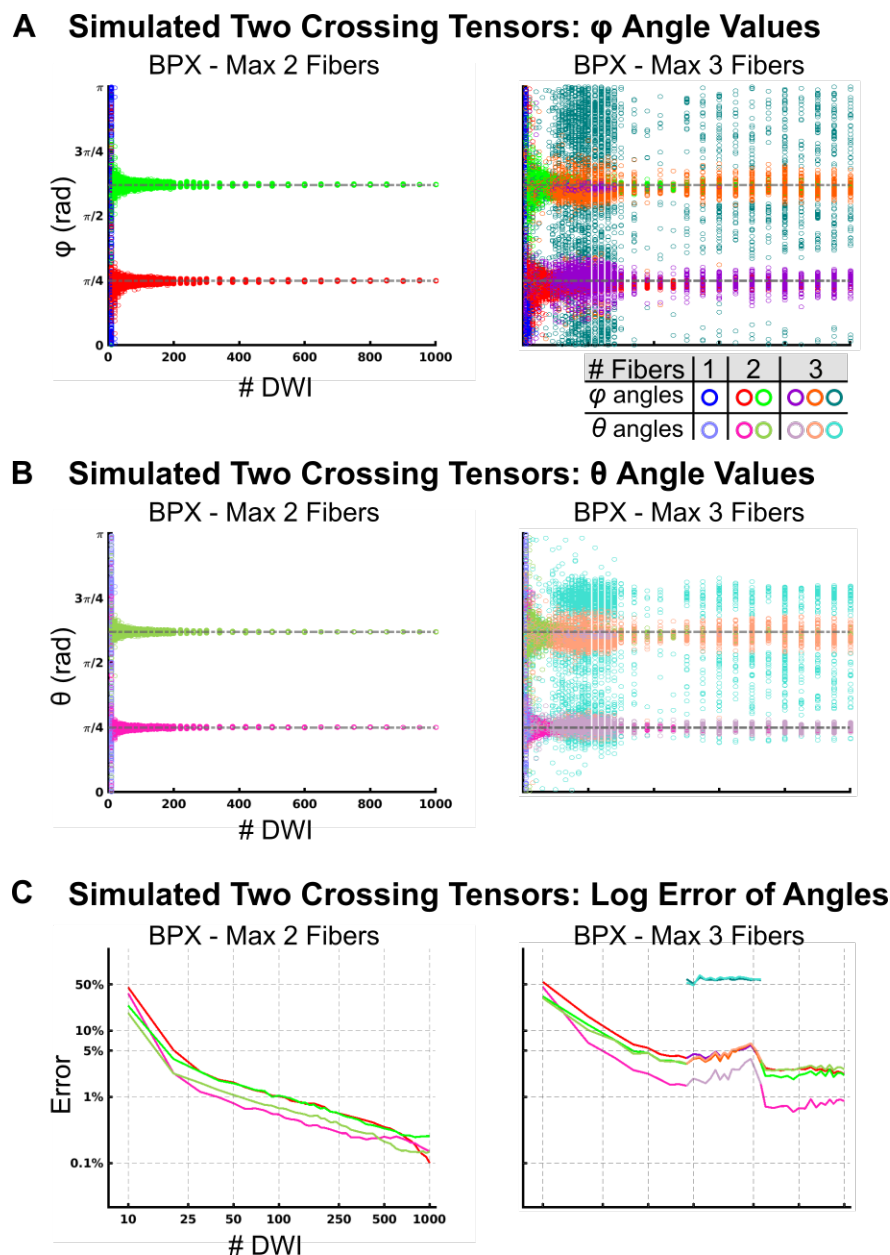 A Simulated Two Crossing Tensors: φ Angle Values
BPX - Max 2 Fibers
BPX - Max 3 Fibers
φ (rad)
π
3π/4
π/2
π/4
0
0 200 400 600 800 1000
# DWI
# Fibers 1 2 3
φ angles
θ angles
B Simulated Two Crossing Tensors: θ Angle Values
BPX - Max 2 Fibers
BPX - Max 3 Fibers
θ (rad)
π
3π/4
π/2
π/4
0
0 200 400 600 800 1000
# DWI
C Simulated Two Crossing Tensors: Log Error of Angles
BPX - Max 2 Fibers
BPX - Max 3 Fibers
Error
50%
10%
5%
1%
0.1%
10 25 50 100 250 500 1000
# DWI